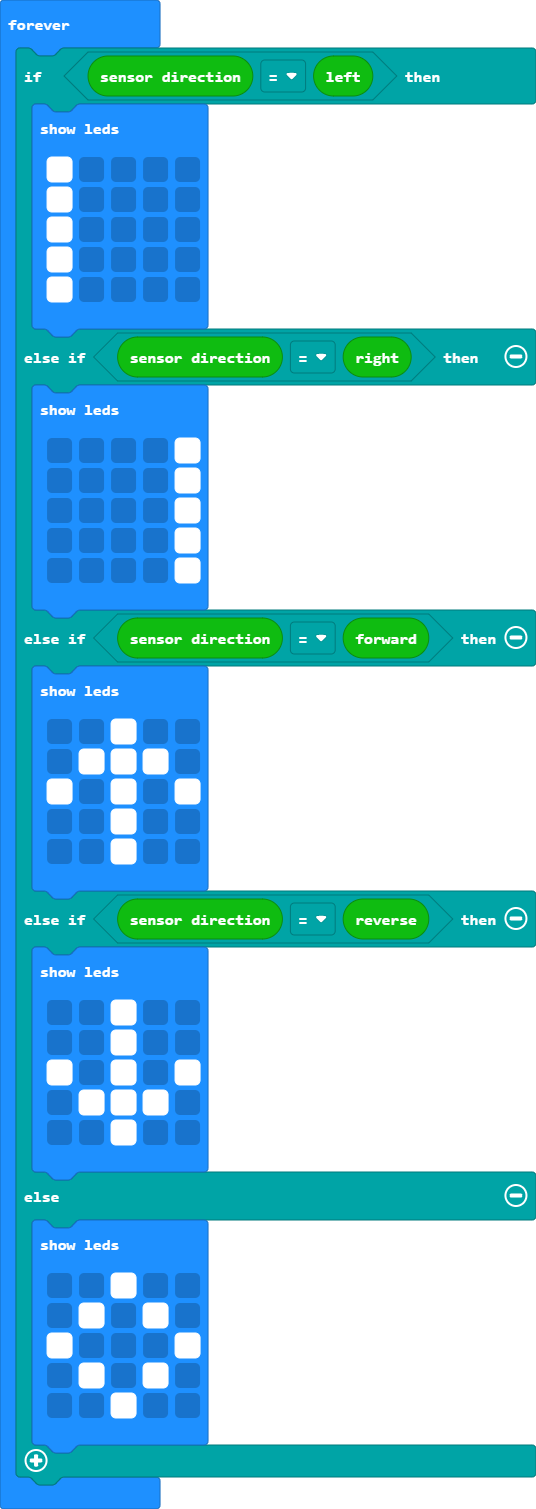 forever
if sensor direction = left then
show leds
else if sensor direction = right then
show leds
else if sensor direction = forward then
show leds
else if sensor direction = reverse then
show leds
else
show leds